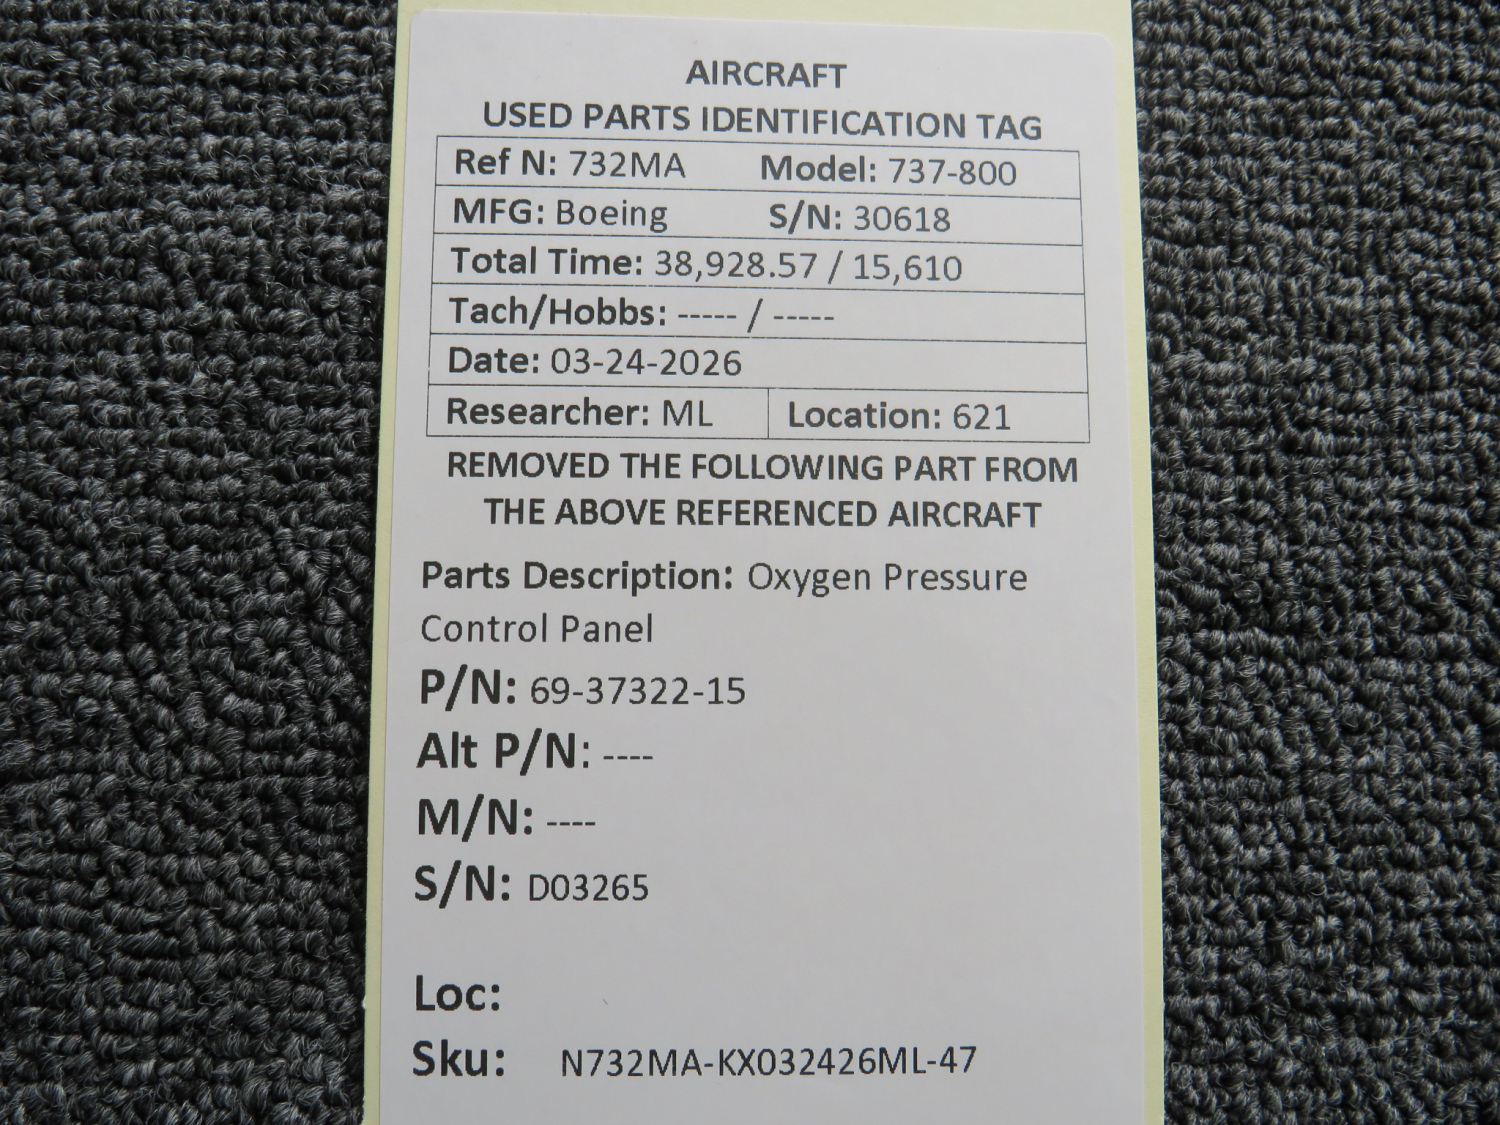 AIRCRAFT
USED PARTS IDENTIFICATION TAG
Ref N: 732MA Model: 737-800
MFG: Boeing S/N: 30618
Total Time: 38,928.57 / 15,610
Tach/Hobbs: ----- / -----
Date: 03-24-2026
Researcher: ML Location: 621
REMOVED THE FOLLOWING PART FROM
THE ABOVE REFERENCED AIRCRAFT
Parts Description: Oxygen Pressure
Control Panel
P/N: 69-37322-15
Alt P/N: ----
M/N: ----
S/N: D03265
Loc:
Sku: N732MA-KX032426ML-47